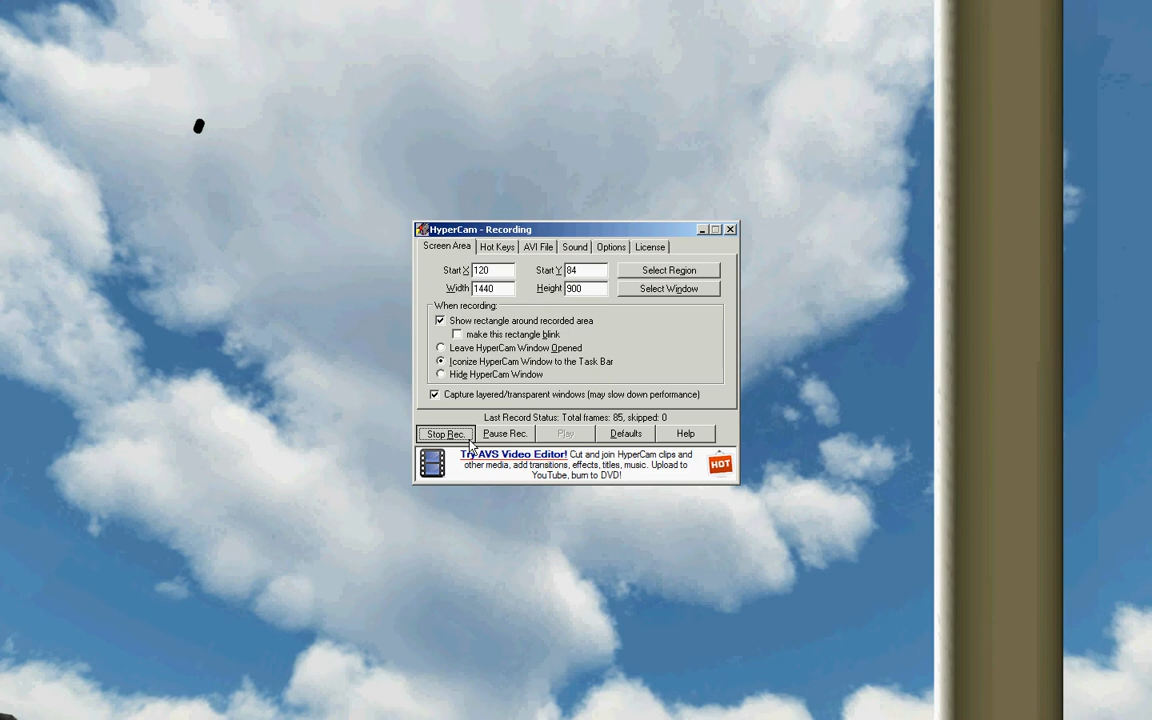 HyperCam - Recording
Screen Area Hot Keys AVI File Sound Options License
Start X 120 Start Y 84 Select Region
Width 1440 Height 900 Select Window
When recording:
Show rectangle around recorded area
make this rectangle blink
Leave HyperCam Window Opened
Iconize HyperCam Window to the Task Bar
Hide HyperCam Window
Capture layered/transparent windows (may slow down performance)
Last Record Status: Total frames: 85, skipped: 0
Stop Rec. Pause Rec. Play Defaults Help
Try AVS Video Editor! Cut and join HyperCam clips and
other media, add transitions, effects, titles, music. Upload to
YouTube, burn to DVD!
HOT